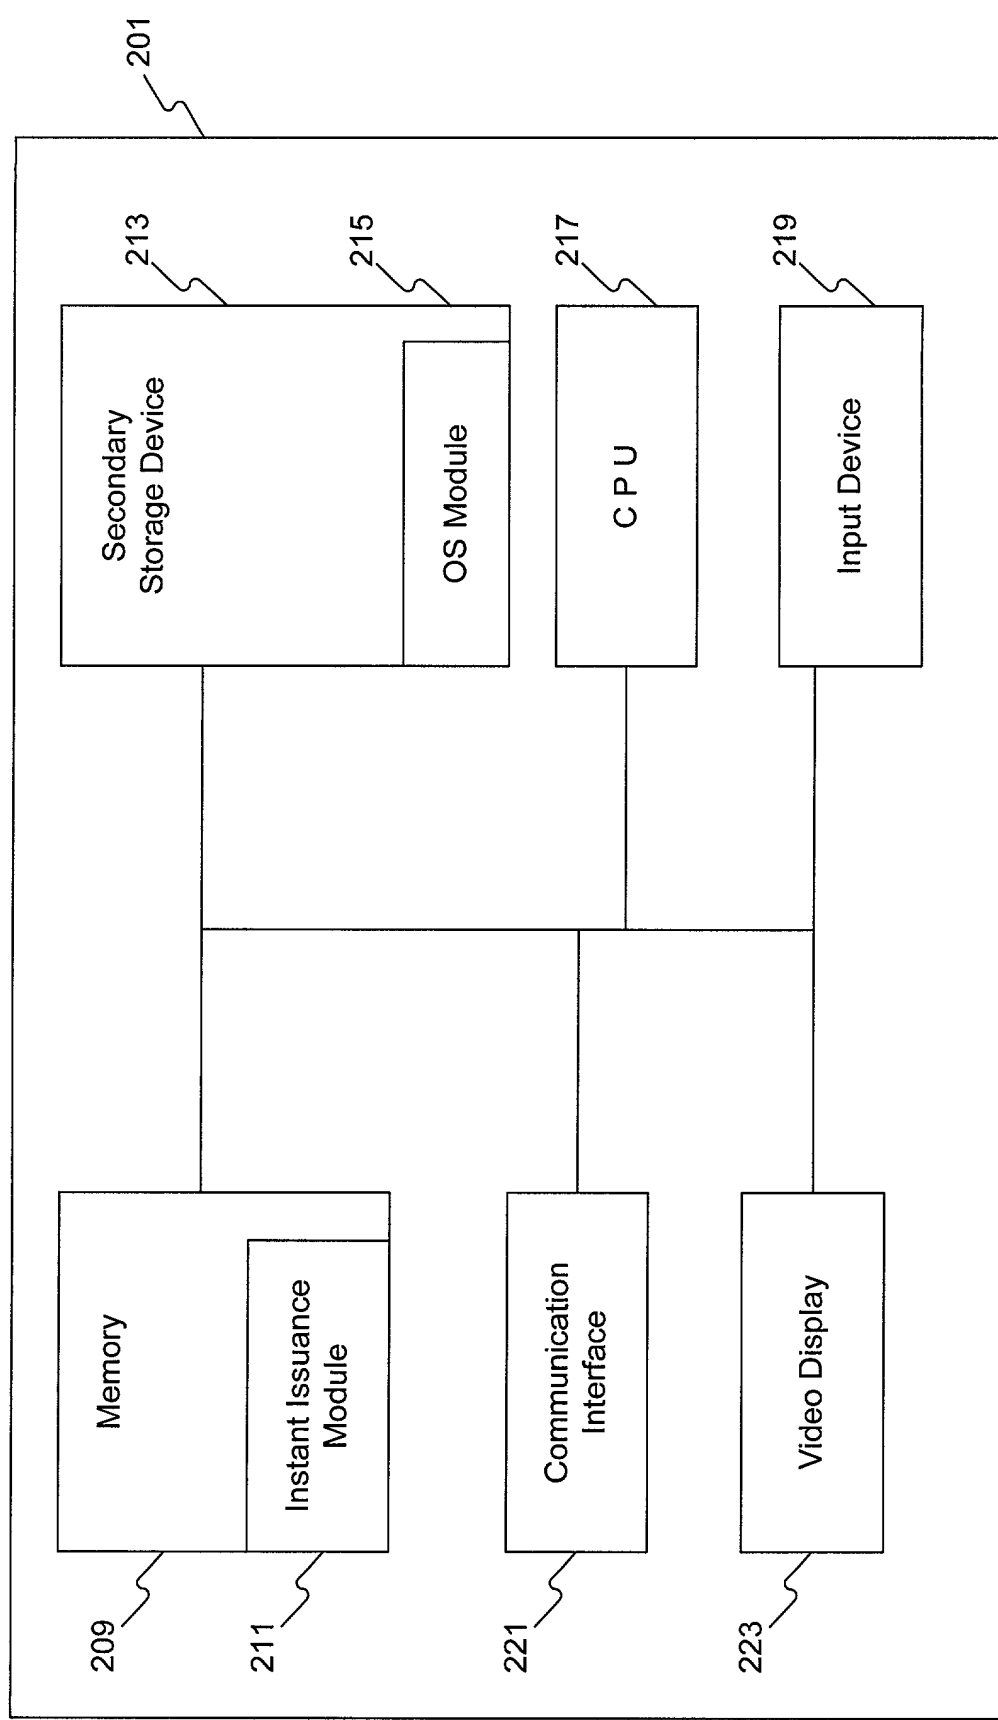 201
209
Memory
213
Secondary
Storage Device
211
Instant Issuance
Module
215
OS Module
221
Communication
Interface
217
C P U
223
Video Display
219
Input Device